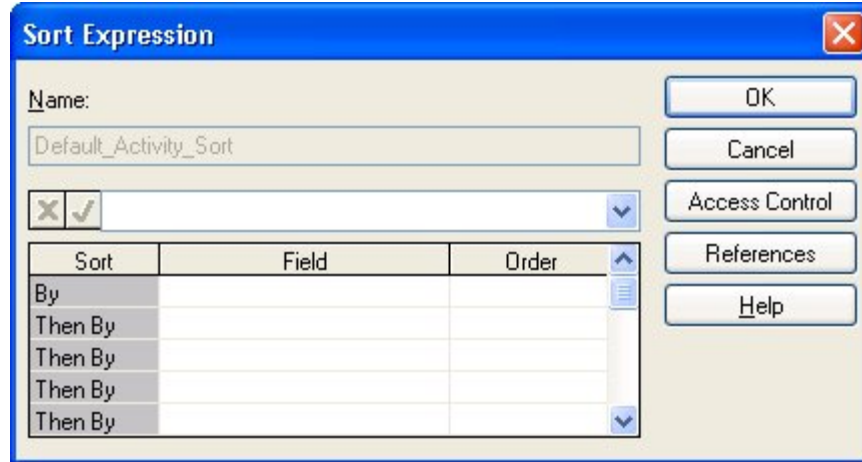 Sort Expression
Name:
OK
Default_Activity_Sort
Cancel
Access Control
Sort Field Order
References
By
Help
Then By
Then By
Then By
Then By